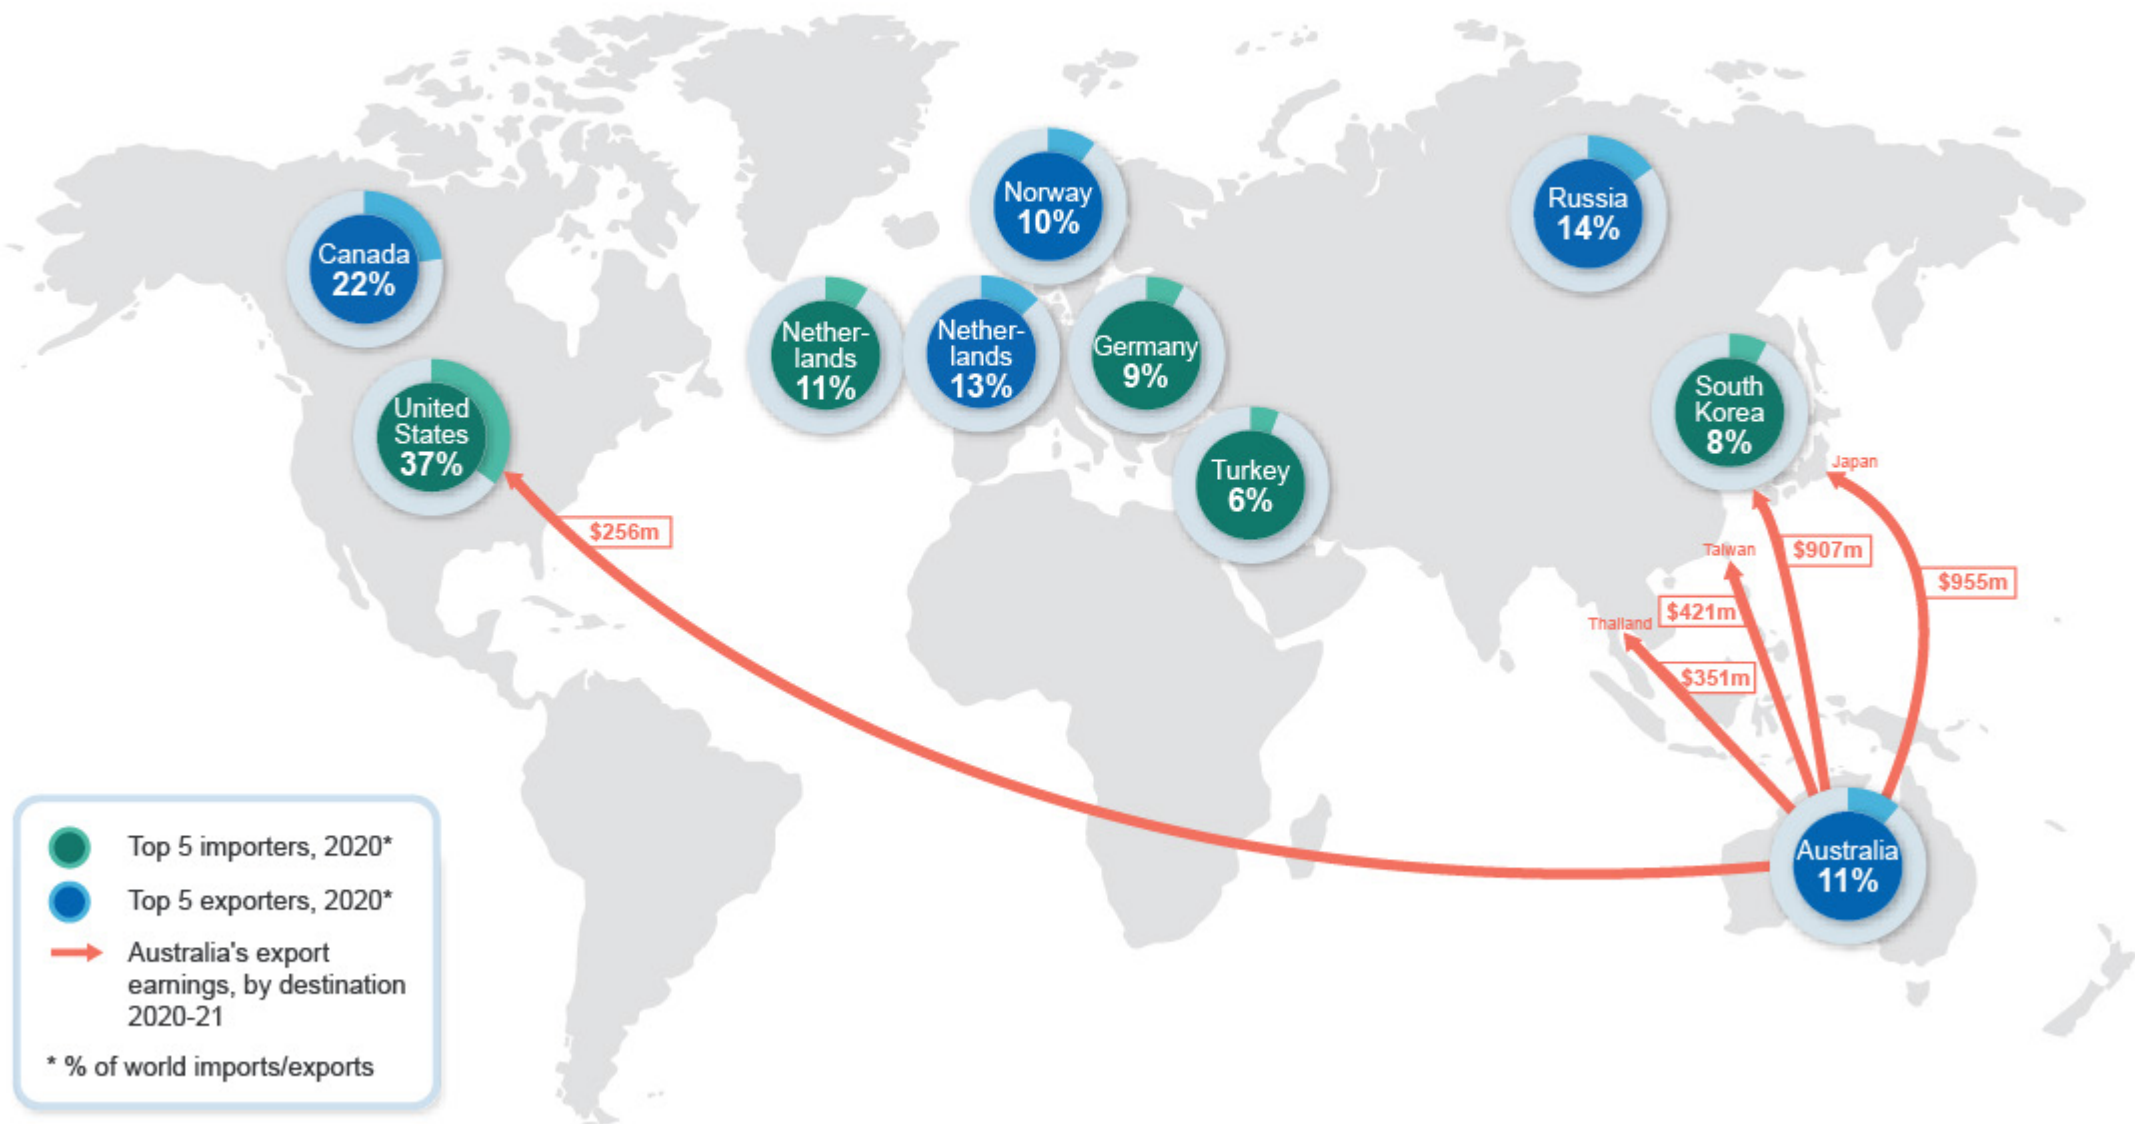 Norway
10%
Russia
14%
Canada
22%
Nether-
lands
11%
Nether-
lands
13%
Germany
9%
United
States
37%
South
Korea
8%
Turkey
6%
Japan
$256m
Taiwan
$907m
$955m
Thailand
$421m
$351m
Australia
11%
Top 5 importers, 2020*
Top 5 exporters, 2020*
Australia's export
earnings, by destination
2020-21
* % of world imports/exports